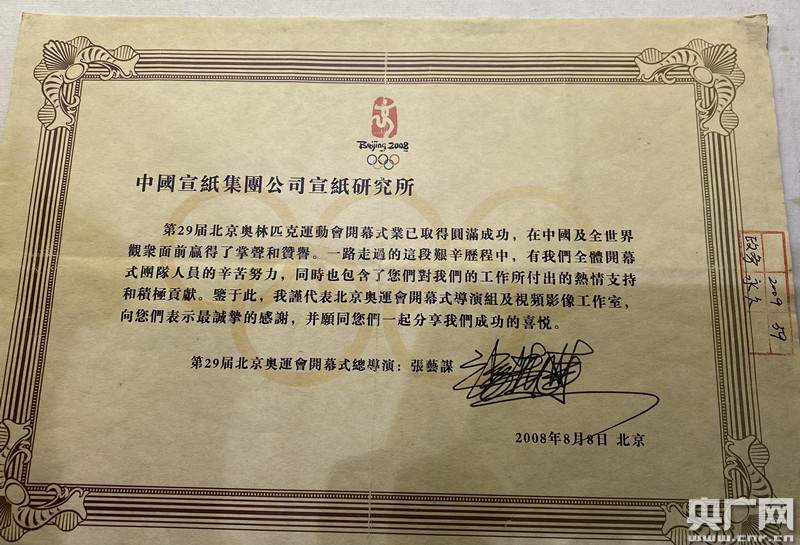 Beijing 2008
中國宣紙集團公司宣紙研究所
第29届北京奥林匹克運動會開幕式業已取得圓滿成功，在中國及全世界
觀衆面前贏得了掌聲和贊譽。一路走過的這段艱辛歷程中，有我們全體開幕
式團隊人員的辛苦努力，同時也包含了您們對我們的工作所付出的熱情支持
和積極貢獻。鑒于此，我謹代表北京奥運會開幕式導演組及視頻影像工作室，
向您們表示最誠摯的感謝，并願同您們一起分享我們成功的喜悦。
第29届北京奥運會開幕式總導演：張藝謀
2008年8月8日 北京
2009
59
永久
央广网
www.cnr.cn